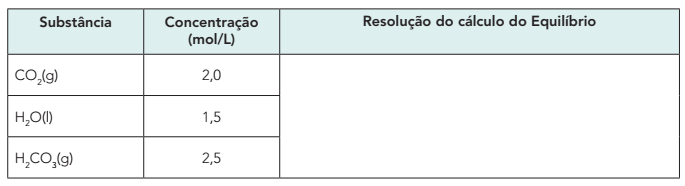 Substância
Concentração
(mol/L)
Resolução do cálculo do Equilíbrio
CO₂(g)
2,0
H₂O(l)
1,5
H₂CO₃(g)
2,5